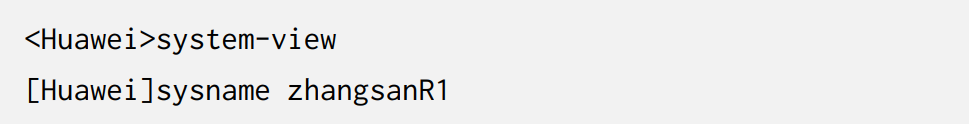 <Huawei>system-view
[Huawei]sysname zhangsanR1